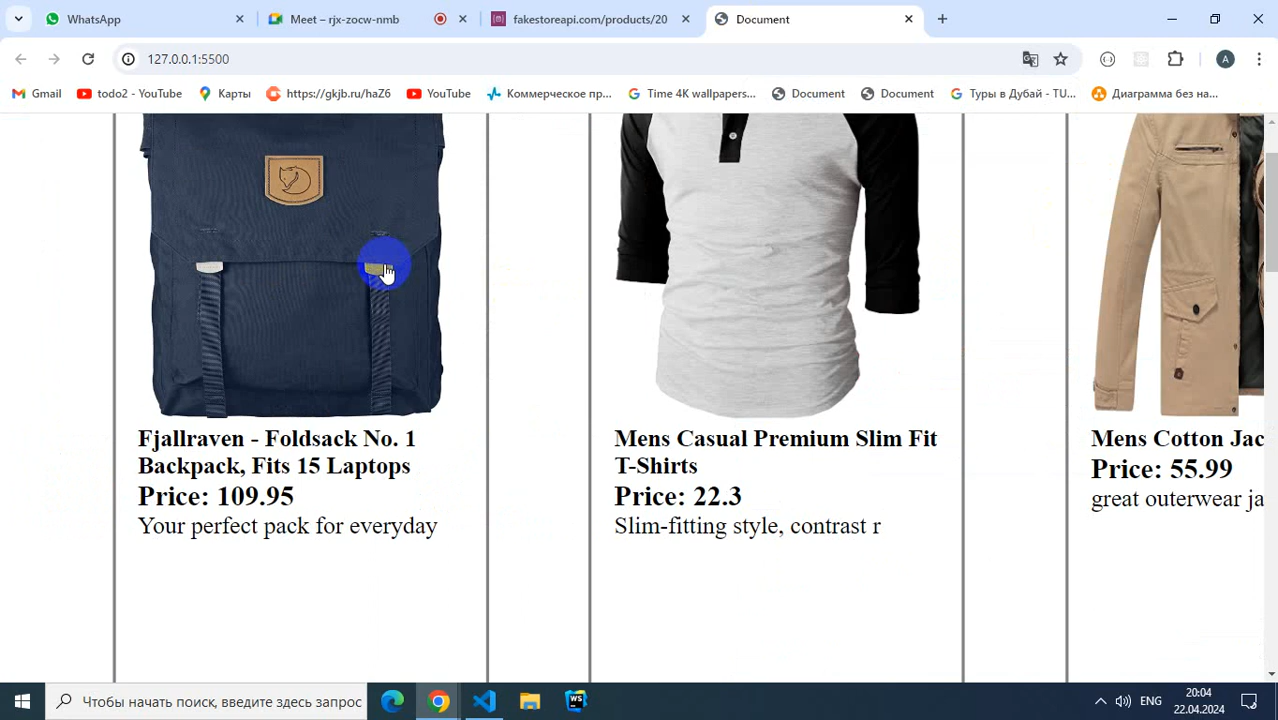 WhatsApp
Meet – rjx-zocw-nmb
fakestoreapi.com/products/20
Document
127.0.0.1:5500
A
Gmail
todo2 - YouTube
Карты
https://gkjb.ru/haZ6
YouTube
Коммерческое пр...
Time 4K wallpapers...
Document
Document
Туры в Дубай - TU...
Диаграмма без на...
Fjallraven - Foldsack No. 1
Backpack, Fits 15 Laptops
Price: 109.95
Your perfect pack for everyday
Mens Casual Premium Slim Fit
T-Shirts
Price: 22.3
Slim-fitting style, contrast r
Mens Cotton Jac
Price: 55.99
great outerwear ja
Чтобы начать поиск, введите здесь запрос
WS
ENG
20:04
22.04.2024